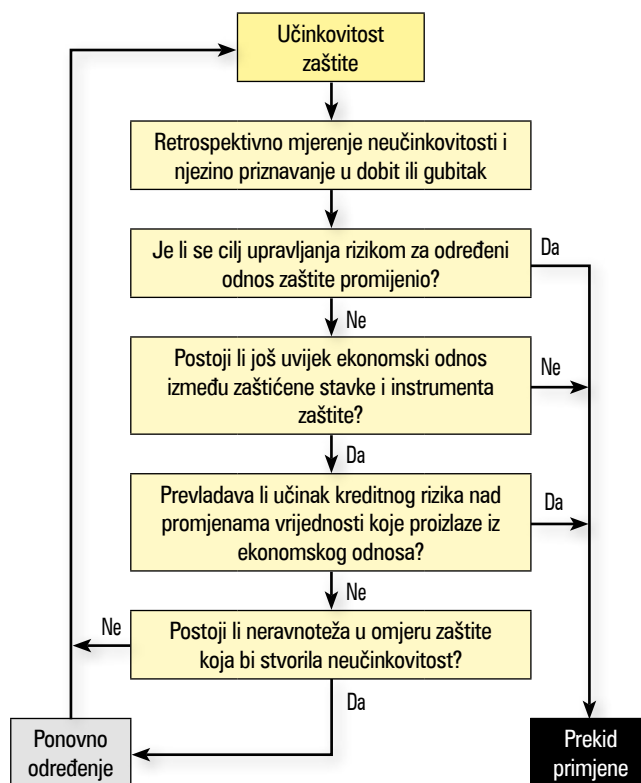 Učinkovitost
zaštite
Retrospektivno mjerenje neučinkovitosti i
njezino priznavanje u dobit ili gubitak
Je li se cilj upravljanja rizikom za određeni
odnos zaštite promijenio?
Da
Ne
Postoji li još uvijek ekonomski odnos
između zaštićene stavke i instrumenta
zaštite?
Ne
Da
Prevladava li učinak kreditnog rizika nad
promjenama vrijednosti koje proizlaze iz
ekonomskog odnosa?
Da
Ne
Postoji li neravnoteža u omjeru zaštite
koja bi stvorila neučinkovitost?
Ne
Da
Ponovno
određenje
Prekid
primjene